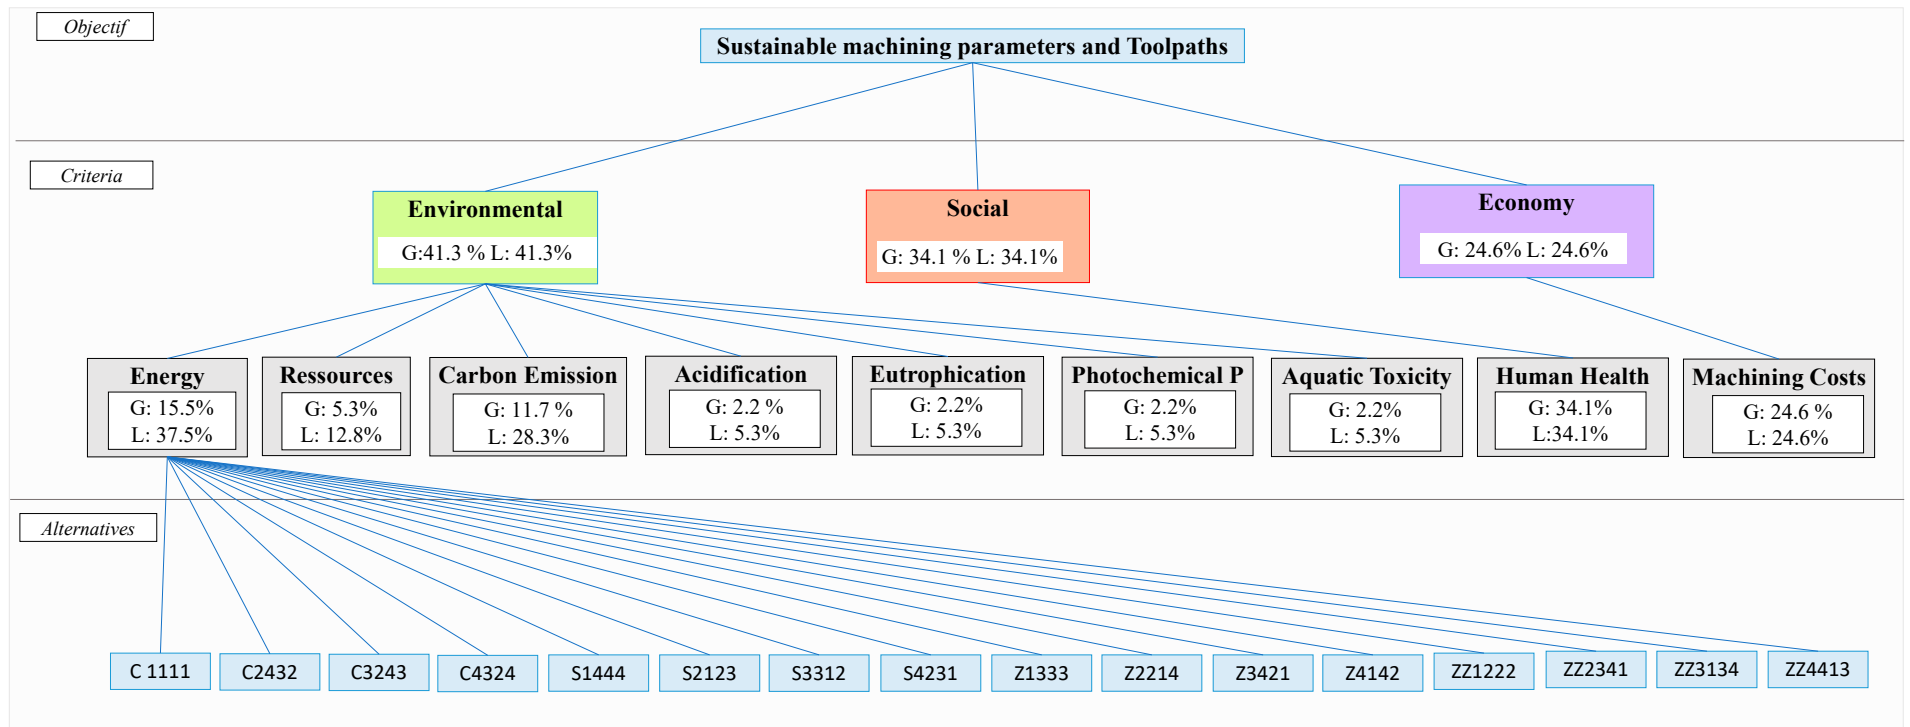 Objectif
Sustainable machining parameters and Toolpaths
Criteria
Environmental
G:41.3 % L: 41.3%
Social
G: 34.1 % L: 34.1%
Economy
G: 24.6% L: 24.6%
Energy
G: 15.5%
L: 37.5%
Ressources
G: 5.3%
L: 12.8%
Carbon Emission
G: 11.7 %
L: 28.3%
Acidification
G: 2.2 %
L: 5.3%
Eutrophication
G: 2.2%
L: 5.3%
Photochemical P
G: 2.2%
L: 5.3%
Aquatic Toxicity
G: 2.2%
L: 5.3%
Human Health
G: 34.1%
L:34.1%
Machining Costs
G: 24.6 %
L: 24.6%
Alternatives
C 1111
C2432
C3243
C4324
S1444
S2123
S3312
S4231
Z1333
Z2214
Z3421
Z4142
ZZ1222
ZZ2341
ZZ3134
ZZ4413